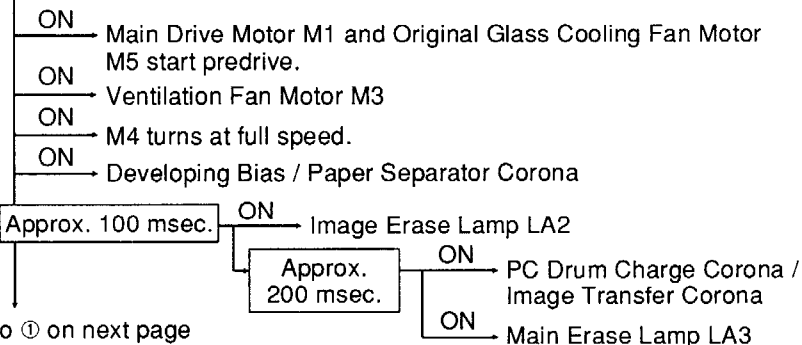 ON
Main Drive Motor M1 and Original Glass Cooling Fan Motor
M5 start predrive.
ON
Ventilation Fan Motor M3
ON
M4 turns at full speed.
ON
Developing Bias / Paper Separator Corona
Approx. 100 msec.
ON
Image Erase Lamp LA2
Approx.
200 msec.
ON
PC Drum Charge Corona /
Image Transfer Corona
ON
Main Erase Lamp LA3
o ① on next page